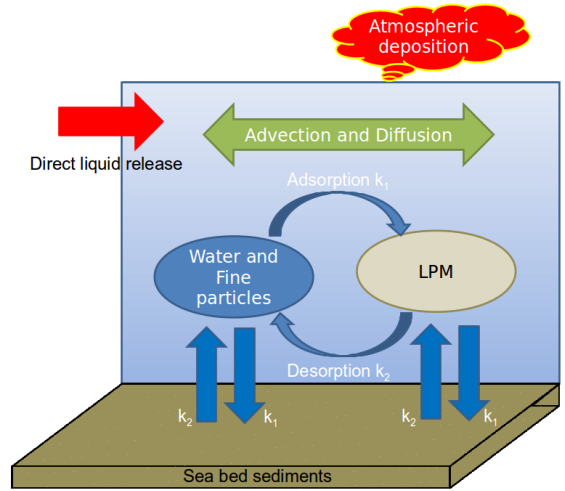 Atmospheric
deposition
Advection and Diffusion
Direct liquid release
Adsorption k₁
Water and
Fine
particles
LPM
Desorption k₂
k₂ k₁ k₂ k₁
Sea bed sediments